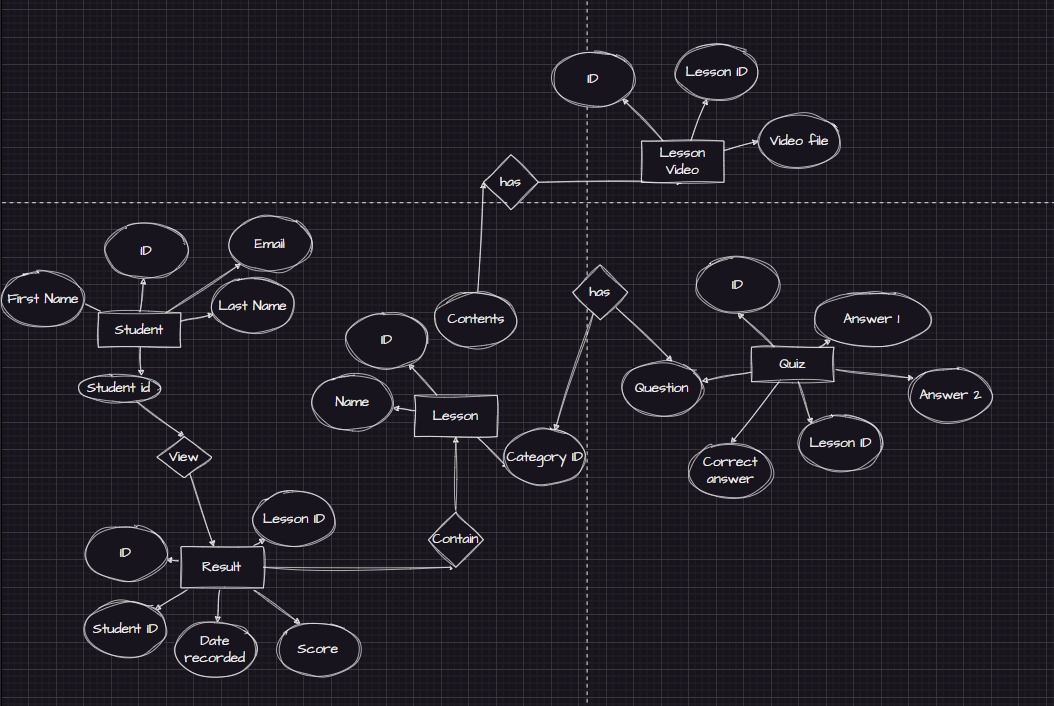 ID
Lesson ID
Video file
Lesson
Video
has
ID
Email
First Name
Last Name
Student
Student id
View
has
Contents
ID
Name
Lesson
Category ID
Contain
ID
Answer 1
Quiz
Question
Answer 2
Lesson ID
Correct
answer
Lesson ID
ID
Result
Student ID
Date
recorded
Score